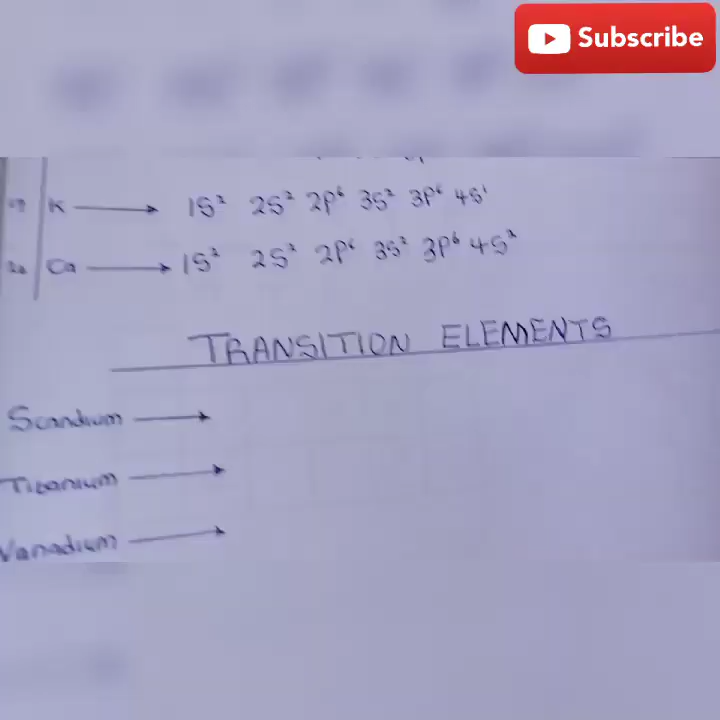 Subscribe
19 K → 1S² 2S² 2P⁶ 3S² 3P⁶ 4S¹
20 Ca → 1S² 2S² 2P⁶ 3S² 3P⁶ 4S²
TRANSITION ELEMENTS
Scandium →
Titanium →
Vanadium →